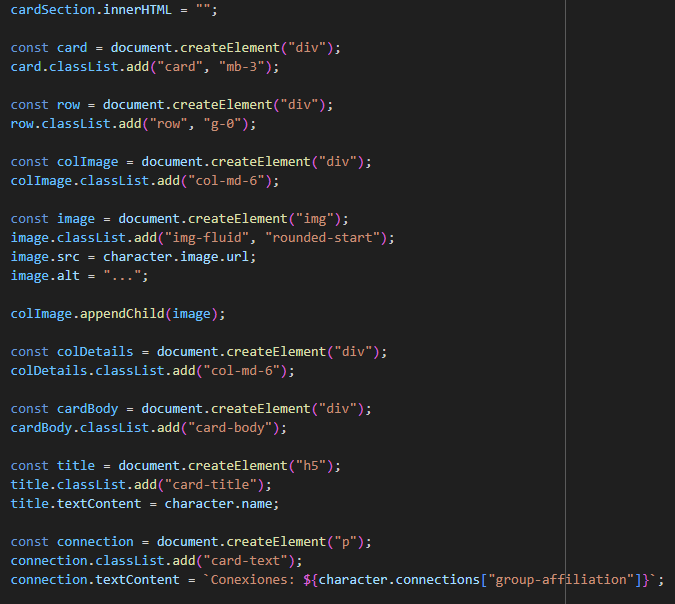 cardSection.innerHTML = "";
const card = document.createElement("div");
card.classList.add("card", "mb-3");
const row = document.createElement("div");
row.classList.add("row", "g-0");
const colImage = document.createElement("div");
colImage.classList.add("col-md-6");
const image = document.createElement("img");
image.classList.add("img-fluid", "rounded-start");
image.src = character.image.url;
image.alt = "...";
colImage.appendChild(image);
const colDetails = document.createElement("div");
colDetails.classList.add("col-md-6");
const cardBody = document.createElement("div");
cardBody.classList.add("card-body");
const title = document.createElement("h5");
title.classList.add("card-title");
title.textContent = character.name;
const connection = document.createElement("p");
connection.classList.add("card-text");
connection.textContent = `Conexiones: ${character.connections["group-affiliation"]}`;